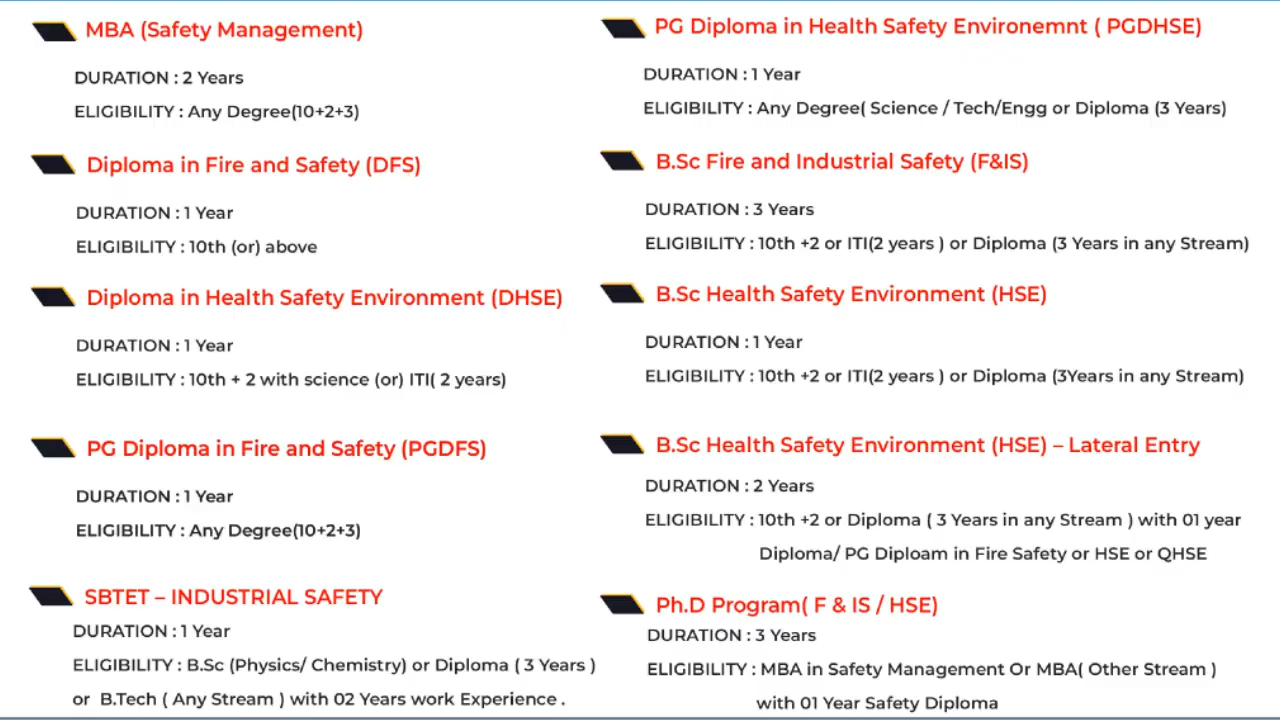 MBA (Safety Management)
DURATION : 2 Years
ELIGIBILITY : Any Degree(10+2+3)
Diploma in Fire and Safety (DFS)
DURATION : 1 Year
ELIGIBILITY : 10th (or) above
Diploma in Health Safety Environment (DHSE)
DURATION : 1 Year
ELIGIBILITY : 10th + 2 with science (or) ITI( 2 years)
PG Diploma in Fire and Safety (PGDFS)
DURATION : 1 Year
ELIGIBILITY : Any Degree(10+2+3)
SBTET – INDUSTRIAL SAFETY
DURATION : 1 Year
ELIGIBILITY : B.Sc (Physics/ Chemistry) or Diploma ( 3 Years )
or B.Tech ( Any Stream ) with 02 Years work Experience .
PG Diploma in Health Safety Environemnt ( PGDHSE)
DURATION : 1 Year
ELIGIBILITY : Any Degree( Science / Tech/Engg or Diploma (3 Years)
B.Sc Fire and Industrial Safety (F&IS)
DURATION : 3 Years
ELIGIBILITY : 10th +2 or ITI(2 years ) or Diploma (3 Years in any Stream)
B.Sc Health Safety Environment (HSE)
DURATION : 1 Year
ELIGIBILITY : 10th +2 or ITI(2 years ) or Diploma (3Years in any Stream)
B.Sc Health Safety Environment (HSE) – Lateral Entry
DURATION : 2 Years
ELIGIBILITY : 10th +2 or Diploma ( 3 Years in any Stream ) with 01 year
Diploma/ PG Diploam in Fire Safety or HSE or QHSE
Ph.D Program( F & IS / HSE)
DURATION : 3 Years
ELIGIBILITY : MBA in Safety Management Or MBA( Other Stream )
with 01 Year Safety Diploma